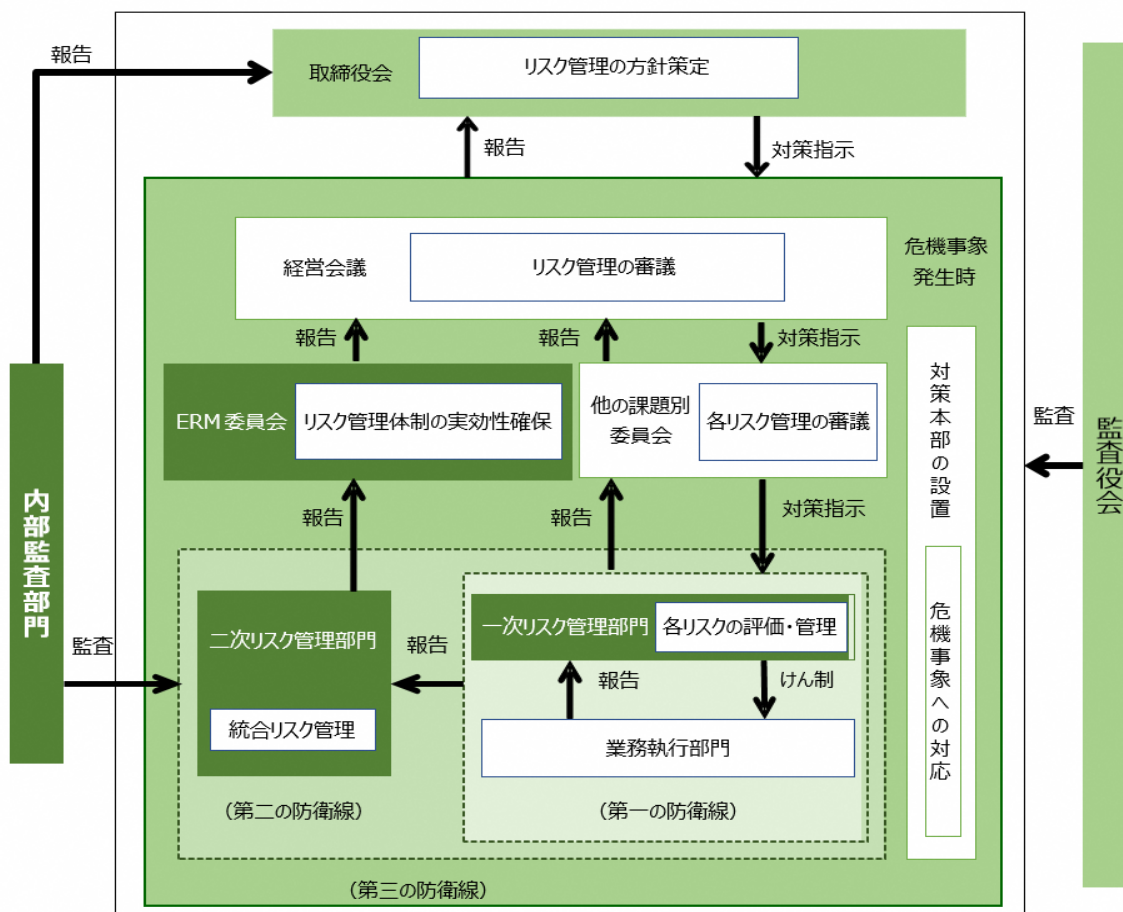 報告
取締役会
リスク管理の方針策定
報告
対策指示
経営会議
リスク管理の審議
危機事象
発生時
報告
報告
対策指示
ERM委員会
リスク管理体制の実効性確保
他の課題別
委員会
各リスク管理の審議
対策本部の設置
監査
監査役会
内部監査部門
報告
報告
対策指示
二次リスク管理部門
報告
一次リスク管理部門
各リスクの評価・管理
危機事象への対応
監査
報告
けん制
統合リスク管理
業務執行部門
(第二の防衛線)
(第一の防衛線)
(第三の防衛線)